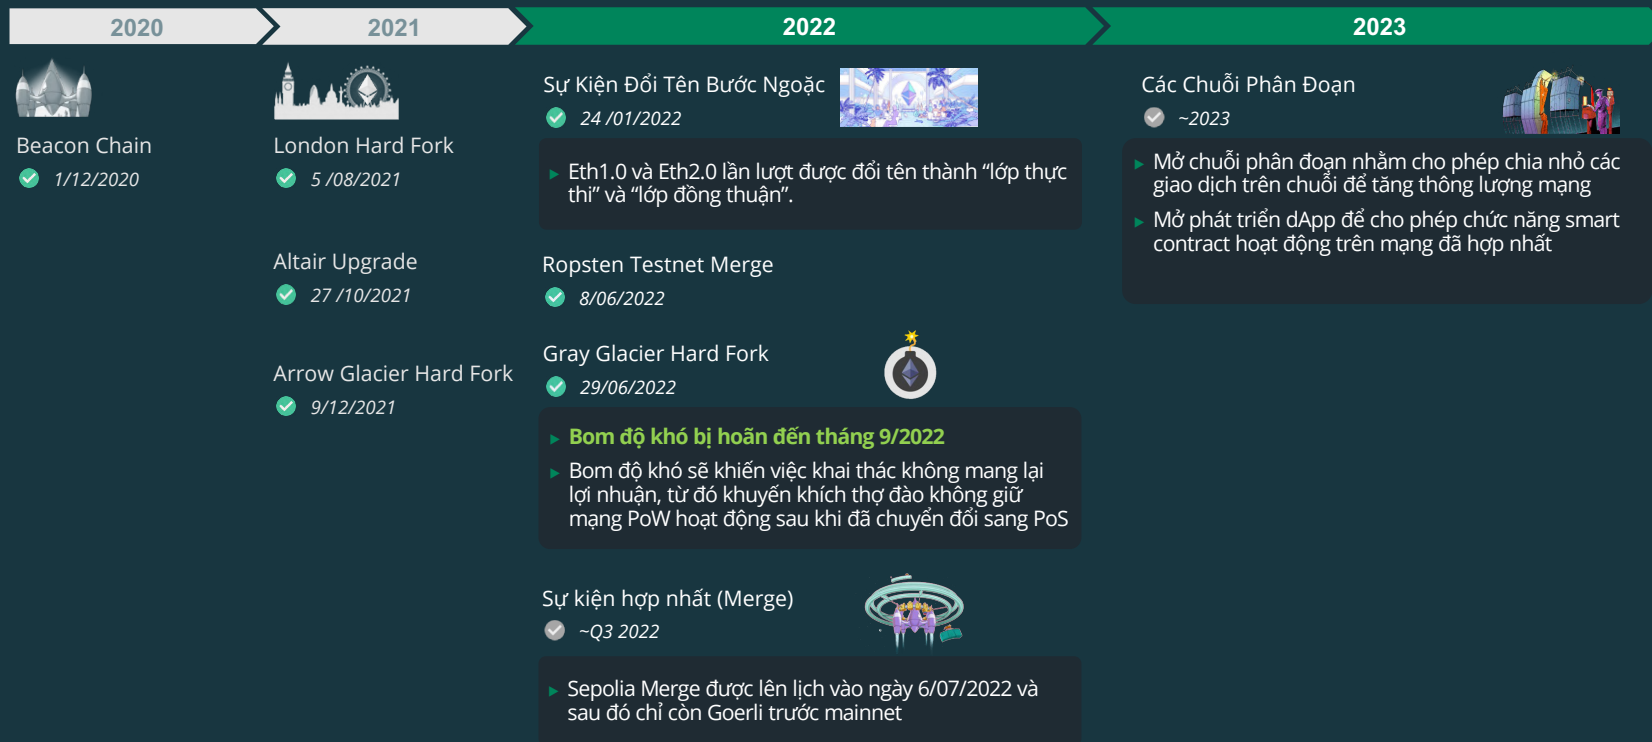 2020
2021
2022
2023
Beacon Chain
1/12/2020
London Hard Fork
5 /08/2021
Altair Upgrade
27 /10/2021
Arrow Glacier Hard Fork
9/12/2021
Sự Kiện Đổi Tên Bước Ngoặc
24 /01/2022
Eth1.0 và Eth2.0 lần lượt được đổi tên thành “lớp thực
thi” và “lớp đồng thuận”.
Ropsten Testnet Merge
8/06/2022
Gray Glacier Hard Fork
29/06/2022
Bom độ khó bị hoãn đến tháng 9/2022
Bom độ khó sẽ khiến việc khai thác không mang lại
lợi nhuận, từ đó khuyến khích thợ đào không giữ
mạng PoW hoạt động sau khi đã chuyển đổi sang PoS
Sự kiện hợp nhất (Merge)
~Q3 2022
Sepolia Merge được lên lịch vào ngày 6/07/2022 và
sau đó chỉ còn Goerli trước mainnet
Các Chuỗi Phân Đoạn
~2023
Mở chuỗi phân đoạn nhằm cho phép chia nhỏ các
giao dịch trên chuỗi để tăng thông lượng mạng
Mở phát triển dApp để cho phép chức năng smart
contract hoạt động trên mạng đã hợp nhất